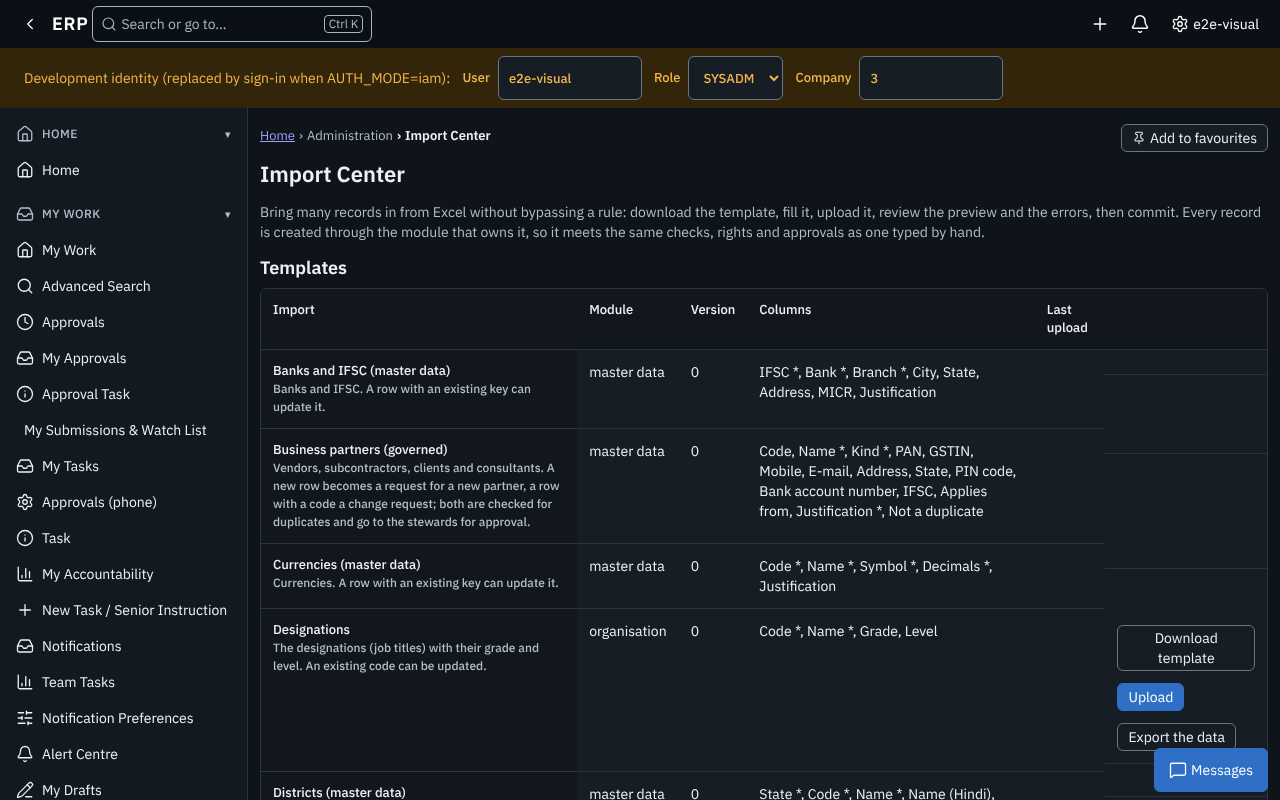 ERP
Search or go to...
Ctrl K
e2e-visual
Development identity (replaced by sign-in when AUTH_MODE=iam): User e2e-visual Role SYSADM Company 3
HOME
Home
MY WORK
My Work
Advanced Search
Approvals
My Approvals
Approval Task
My Submissions & Watch List
My Tasks
Approvals (phone)
Task
My Accountability
New Task / Senior Instruction
Notifications
Team Tasks
Notification Preferences
Alert Centre
My Drafts
Home › Administration › Import Center
Add to favourites
Import Center
Bring many records in from Excel without bypassing a rule: download the template, fill it, upload it, review the preview and the errors, then commit. Every record
is created through the module that owns it, so it meets the same checks, rights and approvals as one typed by hand.
Templates
Import Module Version Columns Last
upload
Banks and IFSC (master data)
Banks and IFSC. A row with an existing key can
update it.
master data 0 IFSC *, Bank *, Branch *, City, State,
Address, MICR, Justification
Business partners (governed)
Vendors, subcontractors, clients and consultants. A
new row becomes a request for a new partner, a row
with a code a change request; both are checked for
duplicates and go to the stewards for approval.
master data 0 Code, Name *, Kind *, PAN, GSTIN,
Mobile, E-mail, Address, State, PIN code,
Bank account number, IFSC, Applies
from, Justification *, Not a duplicate
Currencies (master data)
Currencies. A row with an existing key can update it.
master data 0 Code *, Name *, Symbol *, Decimals *,
Justification
Designations
The designations (job titles) with their grade and
level. An existing code can be updated.
organisation 0 Code *, Name *, Grade, Level
Download
template
Upload
Export the data
Districts (master data)
master data 0 State *, Code *, Name *, Name (Hindi),
Messages